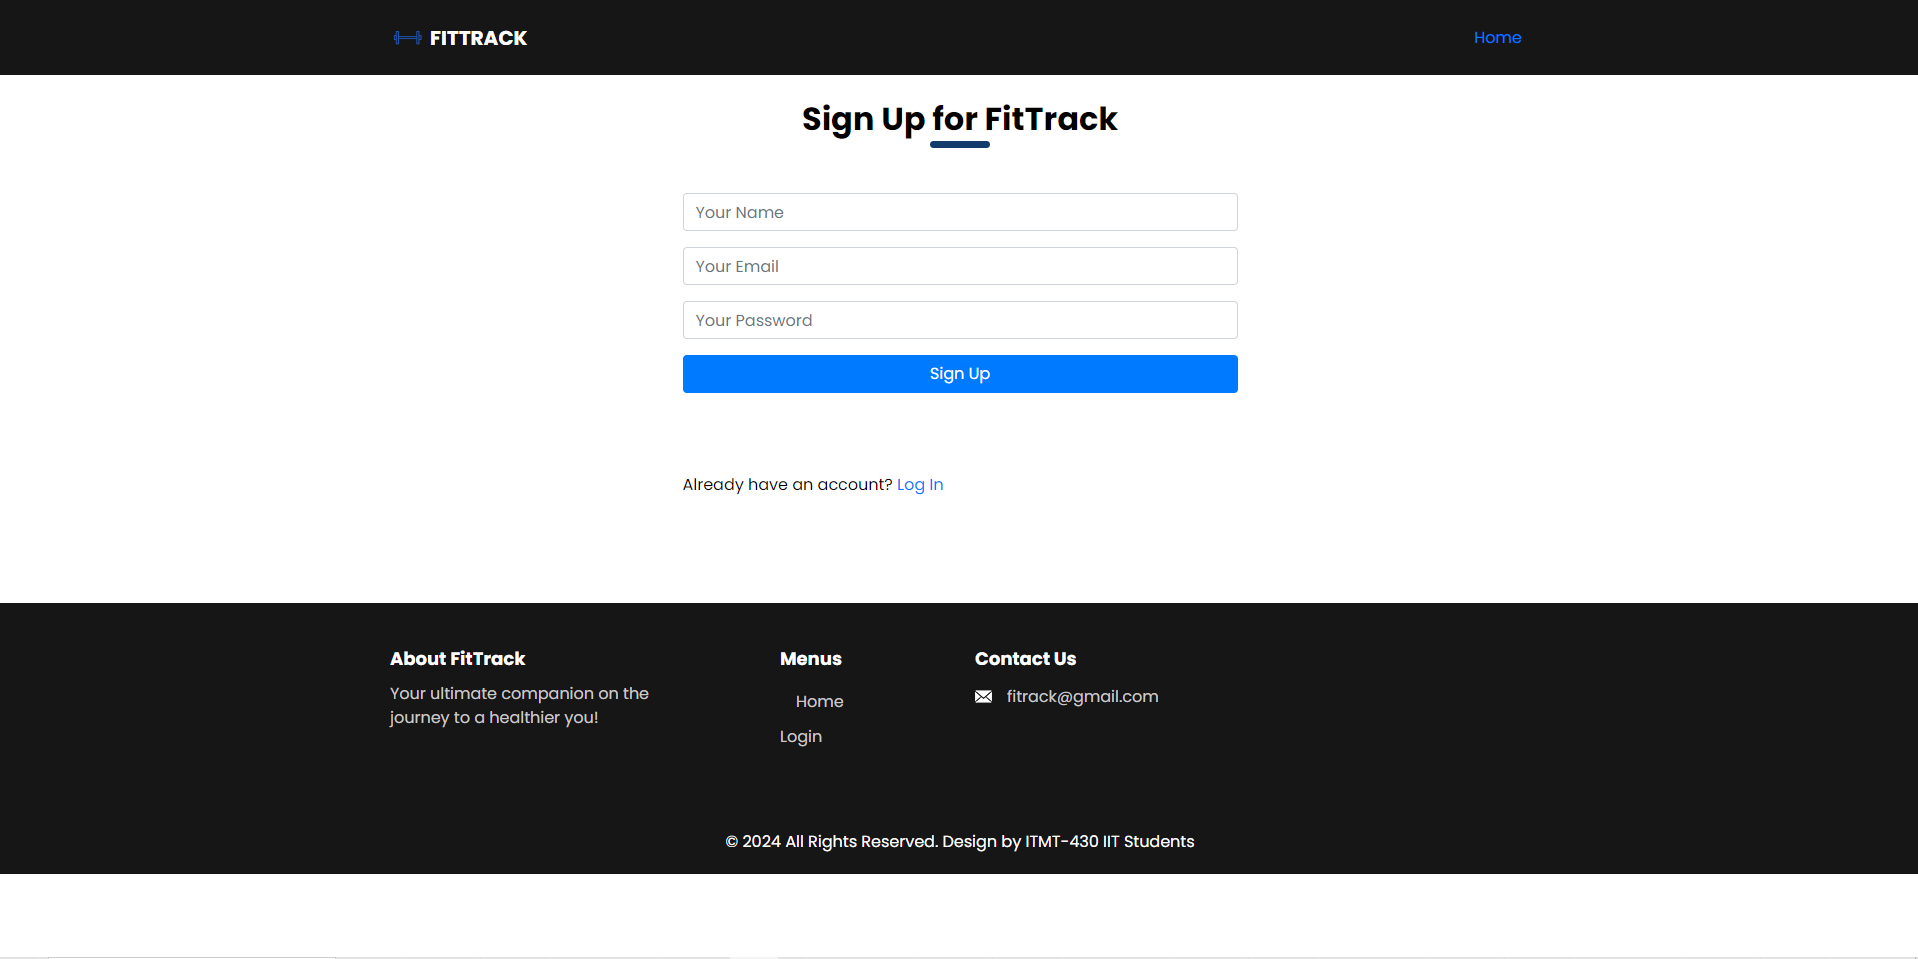 FITTRACK
Home
Sign Up for FitTrack
Your Name
Your Email
Your Password
Sign Up
Already have an account? Log In
About FitTrack
Your ultimate companion on the
journey to a healthier you!
Menus
Home
Login
Contact Us
fitrack@gmail.com
© 2024 All Rights Reserved. Design by ITMT-430 IIT Students